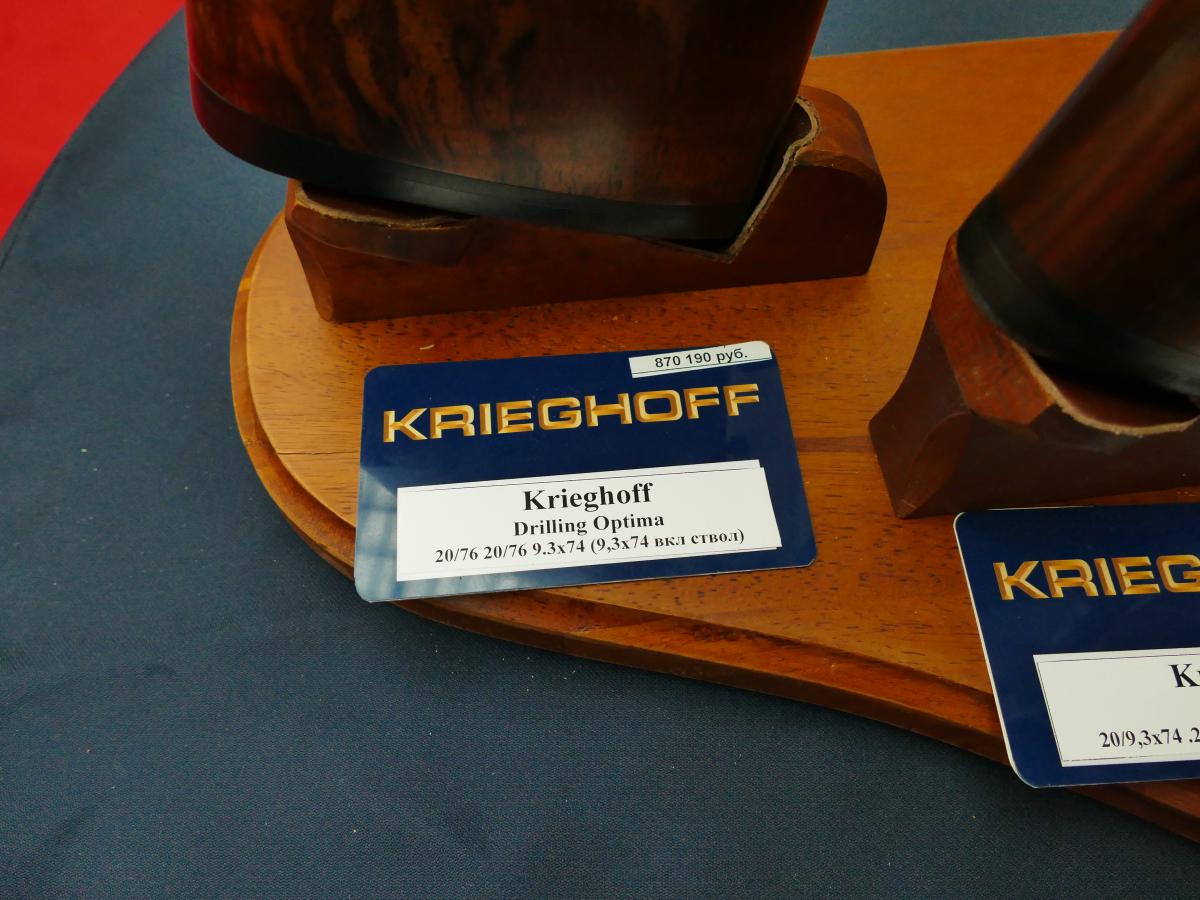 870 190 руб.
KRIEGHOFF
Krieghoff
Drilling Optima
20/76 20/76 9.3x74 (9,3x74 вкл ствол)
KRIEG
K
20/9,3x74 .2